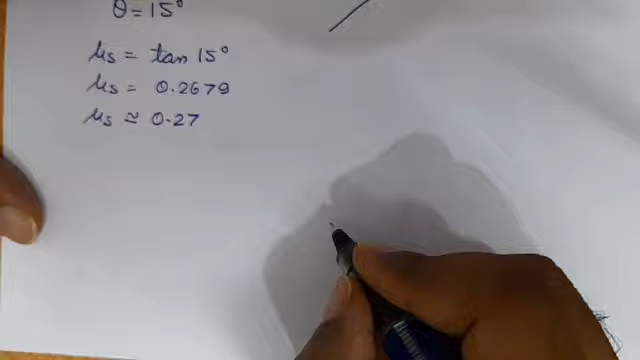 θ = 15°
μs = tan 15°
μs = 0.2679
μs ≃ 0.27